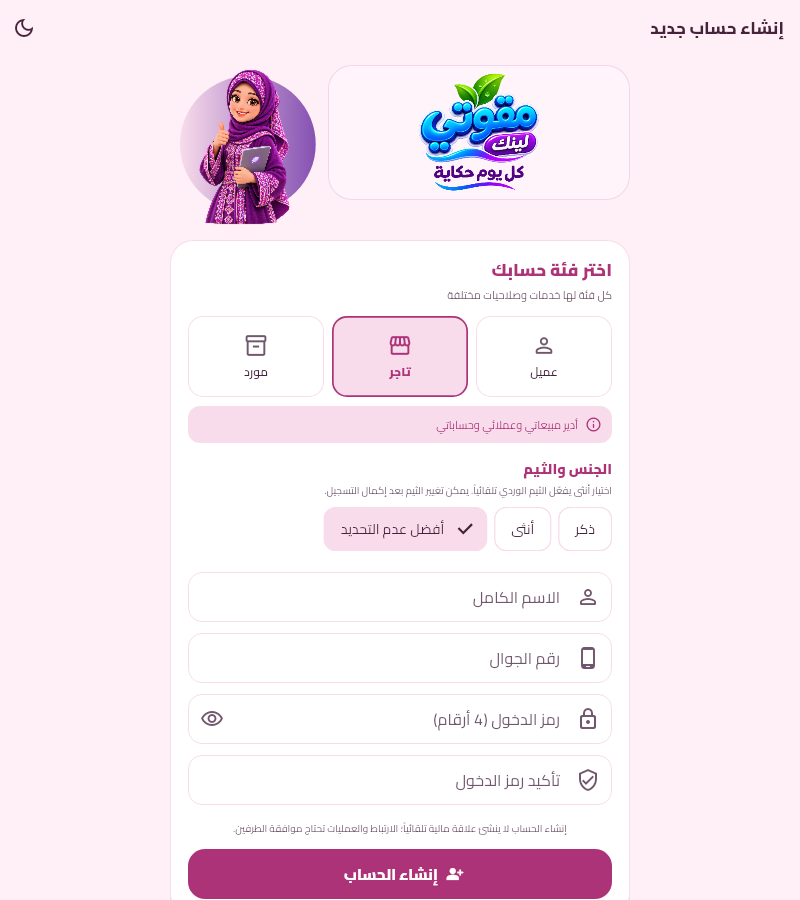 إنشاء حساب جديد
مقوتي
لينك
كل يوم حكاية
اختر فئة حسابك
كل فئة لها خدمات وصلاحيات مختلفة
عميل
تاجر
مورد
أدير مبيعاتي وعملائي وحساباتي
الجنس والثيم
اختيار أنثى يفعّل الثيم الوردي تلقائياً. يمكن تغيير الثيم بعد إكمال التسجيل.
ذكر
أنثى
أفضل عدم التحديد
الاسم الكامل
رقم الجوال
رمز الدخول (4 أرقام)
تأكيد رمز الدخول
إنشاء الحساب لا ينشئ علاقة مالية تلقائياً؛ الارتباط والعمليات تحتاج موافقة الطرفين.
إنشاء الحساب